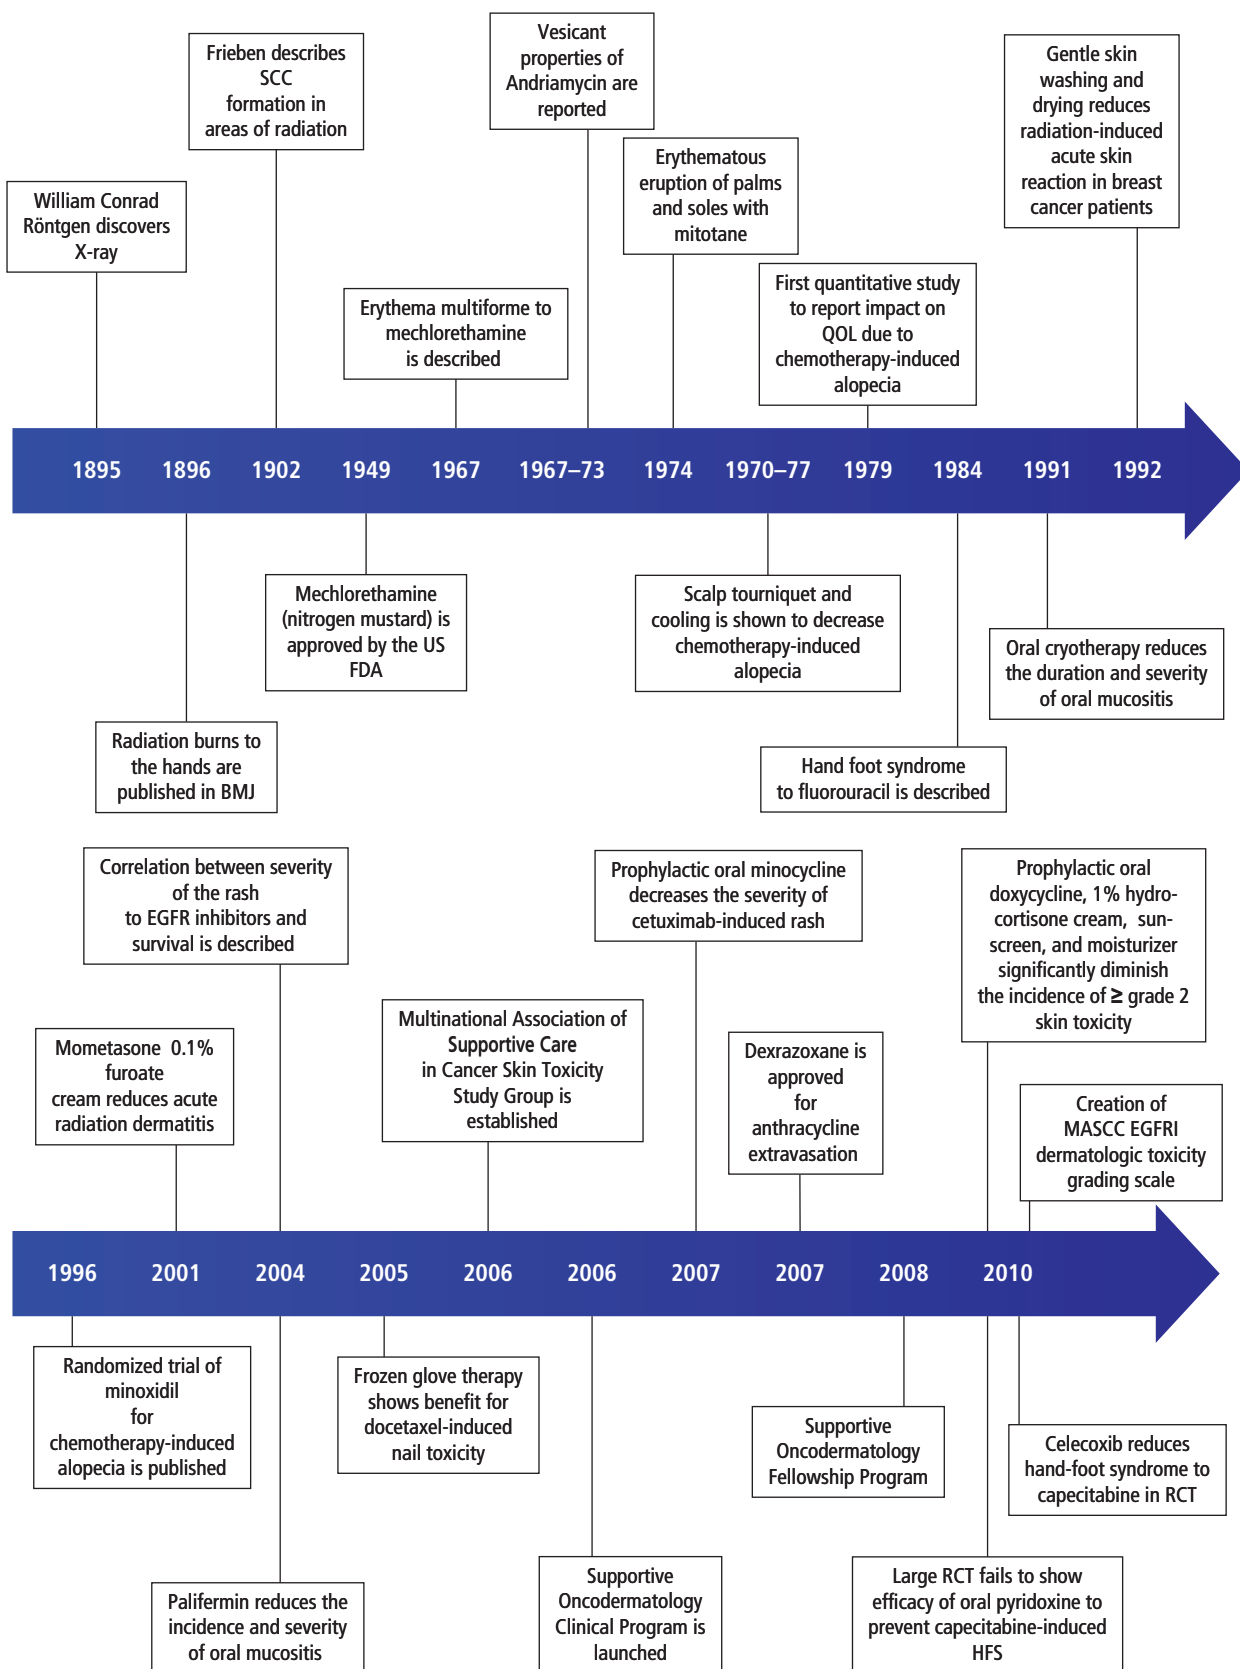 Vesicant
properties of
Andriamycin are
reported
Frieben describes
SCC
formation in
areas of radiation
Gentle skin
washing and
drying reduces
radiation-induced
acute skin
reaction in breast
cancer patients
Erythematous
eruption of palms
and soles with
mitotane
William Conrad
Röntgen discovers
X-ray
First quantitative study
to report impact on
QOL due to
chemotherapy-induced
alopecia
Erythema multiforme to
mechlorethamine
is described
1895 1896 1902 1949 1967 1967–73 1974 1970–77 1979 1984 1991 1992
Mechlorethamine
(nitrogen mustard) is
approved by the US
FDA
Scalp tourniquet and
cooling is shown to decrease
chemotherapy-induced
alopecia
Oral cryotherapy reduces
the duration and severity
of oral mucositis
Radiation burns to
the hands are
published in BMJ
Hand foot syndrome
to fluorouracil is described
Correlation between severity
of the rash
to EGFR inhibitors and
survival is described
Prophylactic oral minocycline
decreases the severity of
cetuximab-induced rash
Prophylactic oral
doxycycline, 1% hydro-
cortisone cream, sun-
screen, and moisturizer
significantly diminish
the incidence of ≥ grade 2
skin toxicity
Multinational Association of
Supportive Care
in Cancer Skin Toxicity
Study Group is
established
Mometasone 0.1%
furoate
cream reduces acute
radiation dermatitis
Dexrazoxane is
approved
for
anthracycline
extravasation
Creation of
MASCC EGFRI
dermatologic toxicity
grading scale
1996 2001 2004 2005 2006 2006 2007 2007 2008 2010
Randomized trial of
minoxidil
for
chemotherapy-induced
alopecia is published
Frozen glove therapy
shows benefit for
docetaxel-induced
nail toxicity
Supportive
Oncodermatology
Fellowship Program
Celecoxib reduces
hand-foot syndrome to
capecitabine in RCT
Palifermin reduces the
incidence and severity
of oral mucositis
Supportive
Oncodermatology
Clinical Program is
launched
Large RCT fails to show
efficacy of oral pyridoxine to
prevent capecitabine-induced
HFS